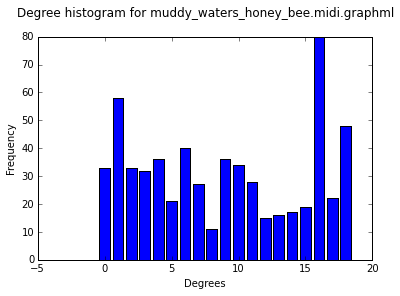 Degree histogram for muddy_waters_honey_bee.midi.graphml
80
70
60
50
40
30
20
10
0
Frequency
−5 0 5 10 15 20
Degrees